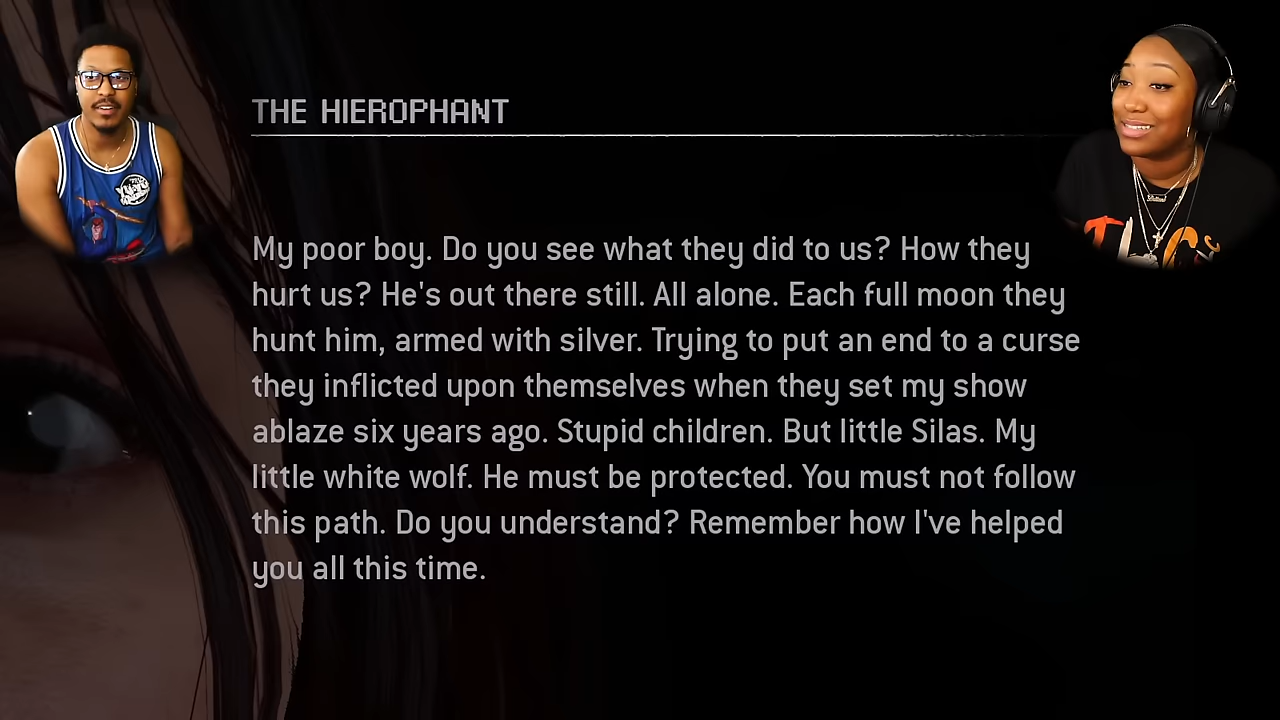 THE HIEROPHANT
My poor boy. Do you see what they did to us? How they
hurt us? He's out there still. All alone. Each full moon they
hunt him, armed with silver. Trying to put an end to a curse
they inflicted upon themselves when they set my show
ablaze six years ago. Stupid children. But little Silas. My
little white wolf. He must be protected. You must not follow
this path. Do you understand? Remember how I've helped
you all this time.